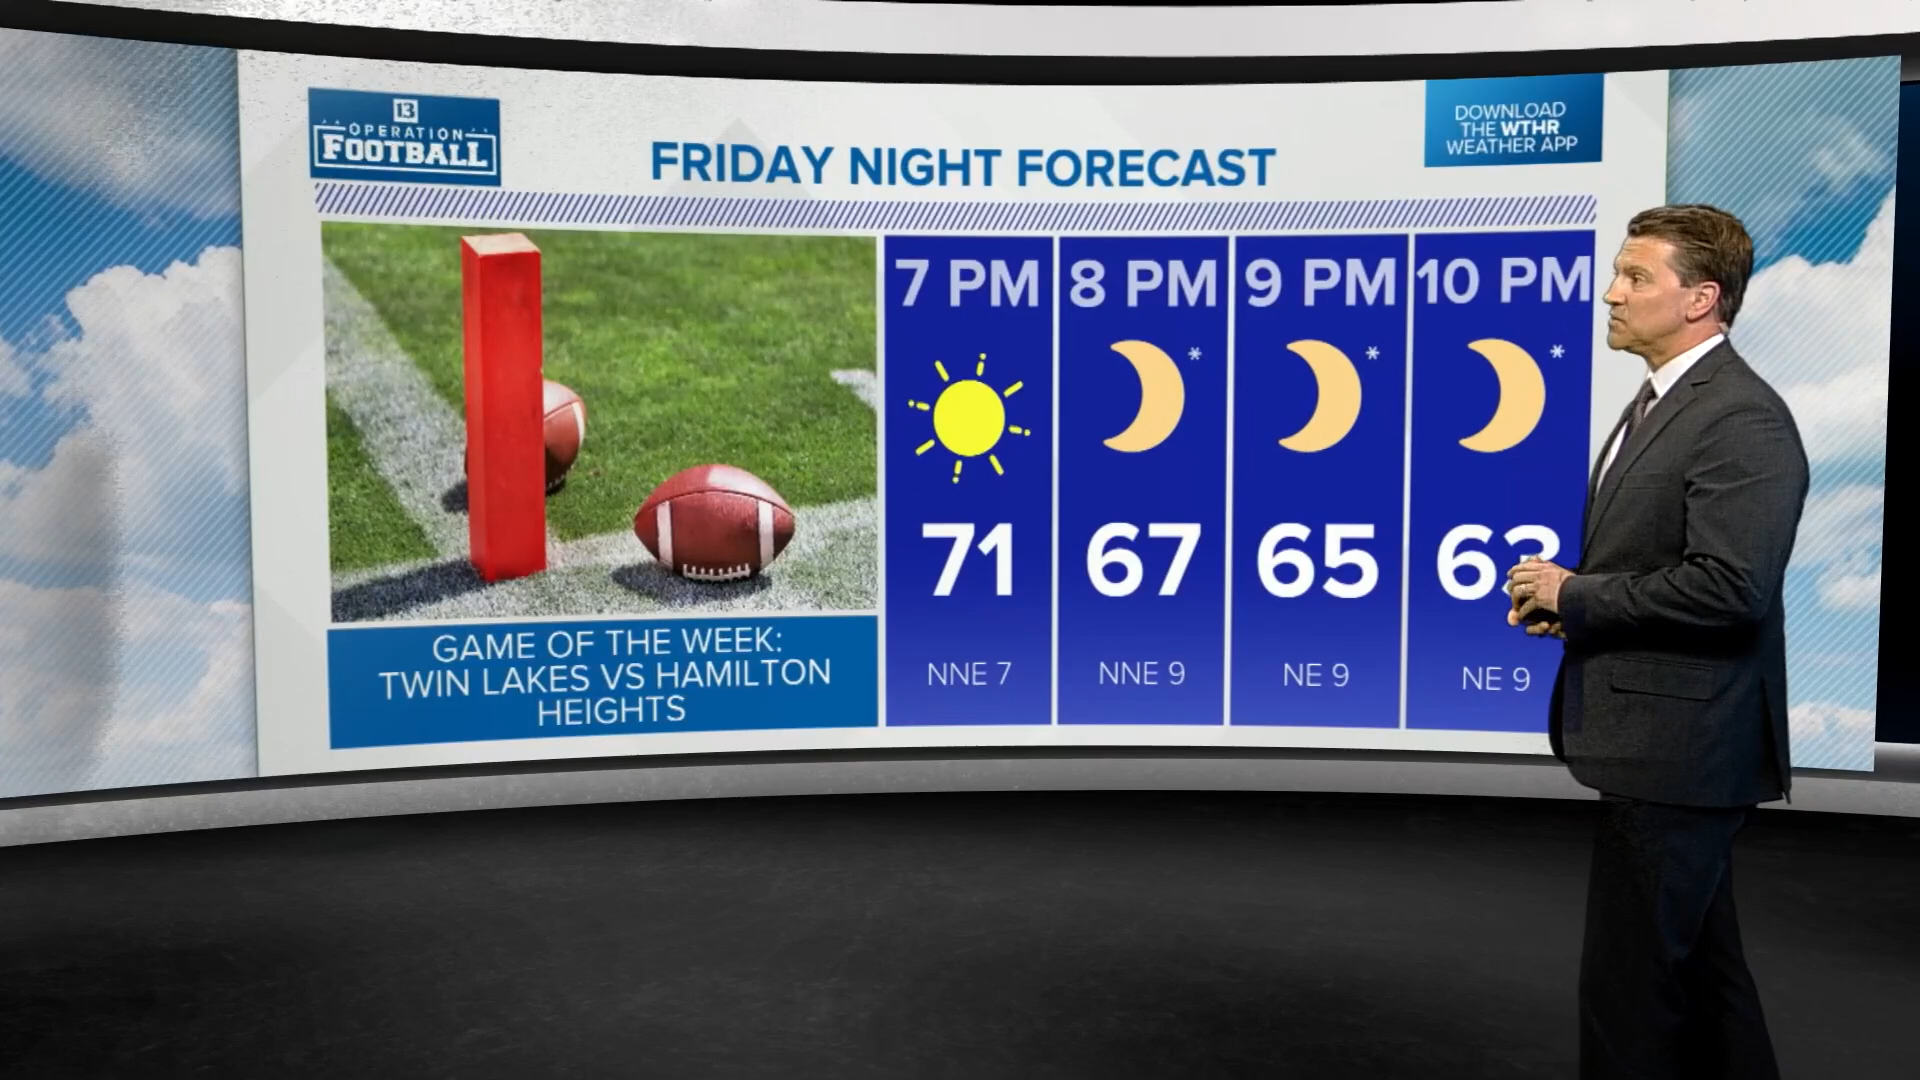 13
OPERATION
FOOTBALL
FRIDAY NIGHT FORECAST
DOWNLOAD
THE WTHR
WEATHER APP
7 PM
8 PM
9 PM
10 PM
71
67
65
63
NNE 7
NNE 9
NE 9
NE 9
GAME OF THE WEEK:
TWIN LAKES VS HAMILTON
HEIGHTS